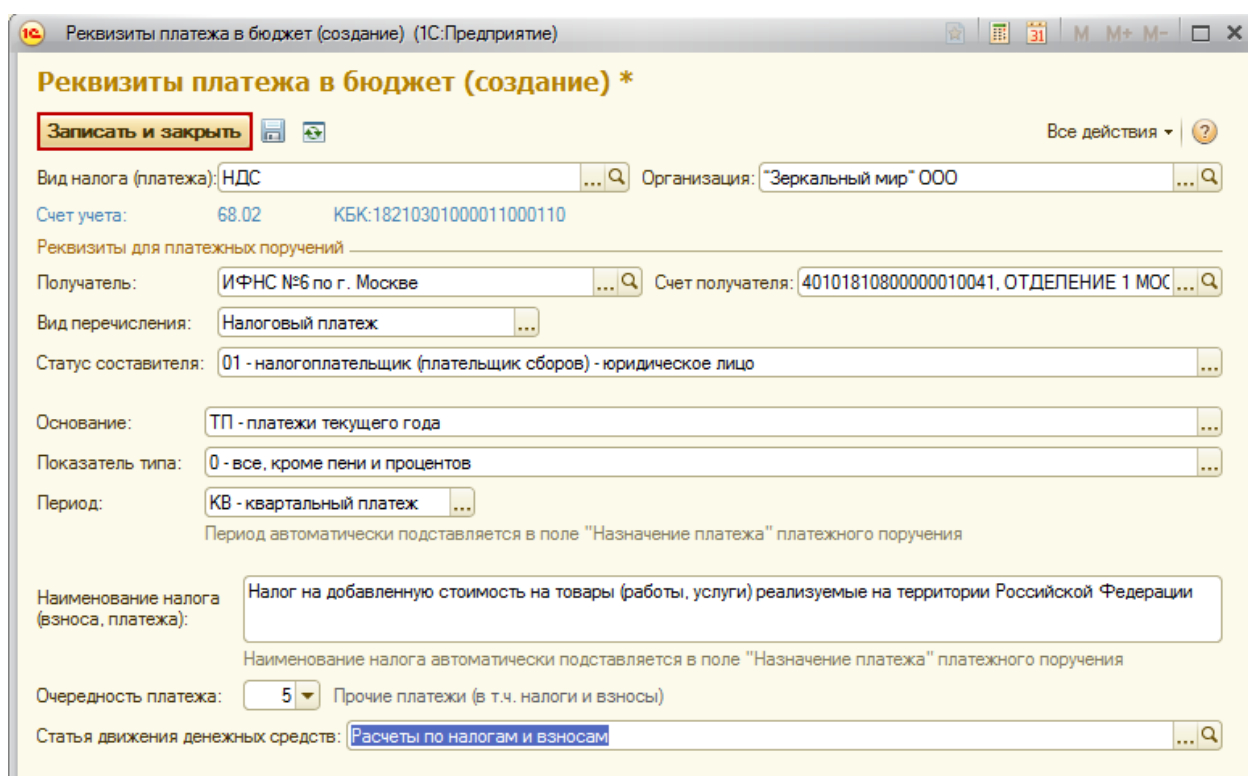 1С Реквизиты платежа в бюджет (создание) (1С:Предприятие) 31 M M+ M-
Реквизиты платежа в бюджет (создание) *
Записать и закрыть Все действия ?
Вид налога (платежа): НДС ... Организация: "Зеркальный мир" ООО ...
Счет учета: 68.02 КБК:18210301000011000110
Реквизиты для платежных поручений
Получатель: ИФНС №6 по г. Москве ... Счет получателя: 40101810800000010041, ОТДЕЛЕНИЕ 1 МОС ...
Вид перечисления: Налоговый платеж ...
Статус составителя: 01 - налогоплательщик (плательщик сборов) - юридическое лицо ...
Основание: ТП - платежи текущего года ...
Показатель типа: 0 - все, кроме пени и процентов ...
Период: КВ - квартальный платеж ...
Период автоматически подставляется в поле "Назначение платежа" платежного поручения
Наименование налога
(взноса, платежа):
Налог на добавленную стоимость на товары (работы, услуги) реализуемые на территории Российской Федерации
Наименование налога автоматически подставляется в поле "Назначение платежа" платежного поручения
Очередность платежа: 5 Прочие платежи (в т.ч. налоги и взносы)
Статья движения денежных средств: Расчеты по налогам и взносам ...